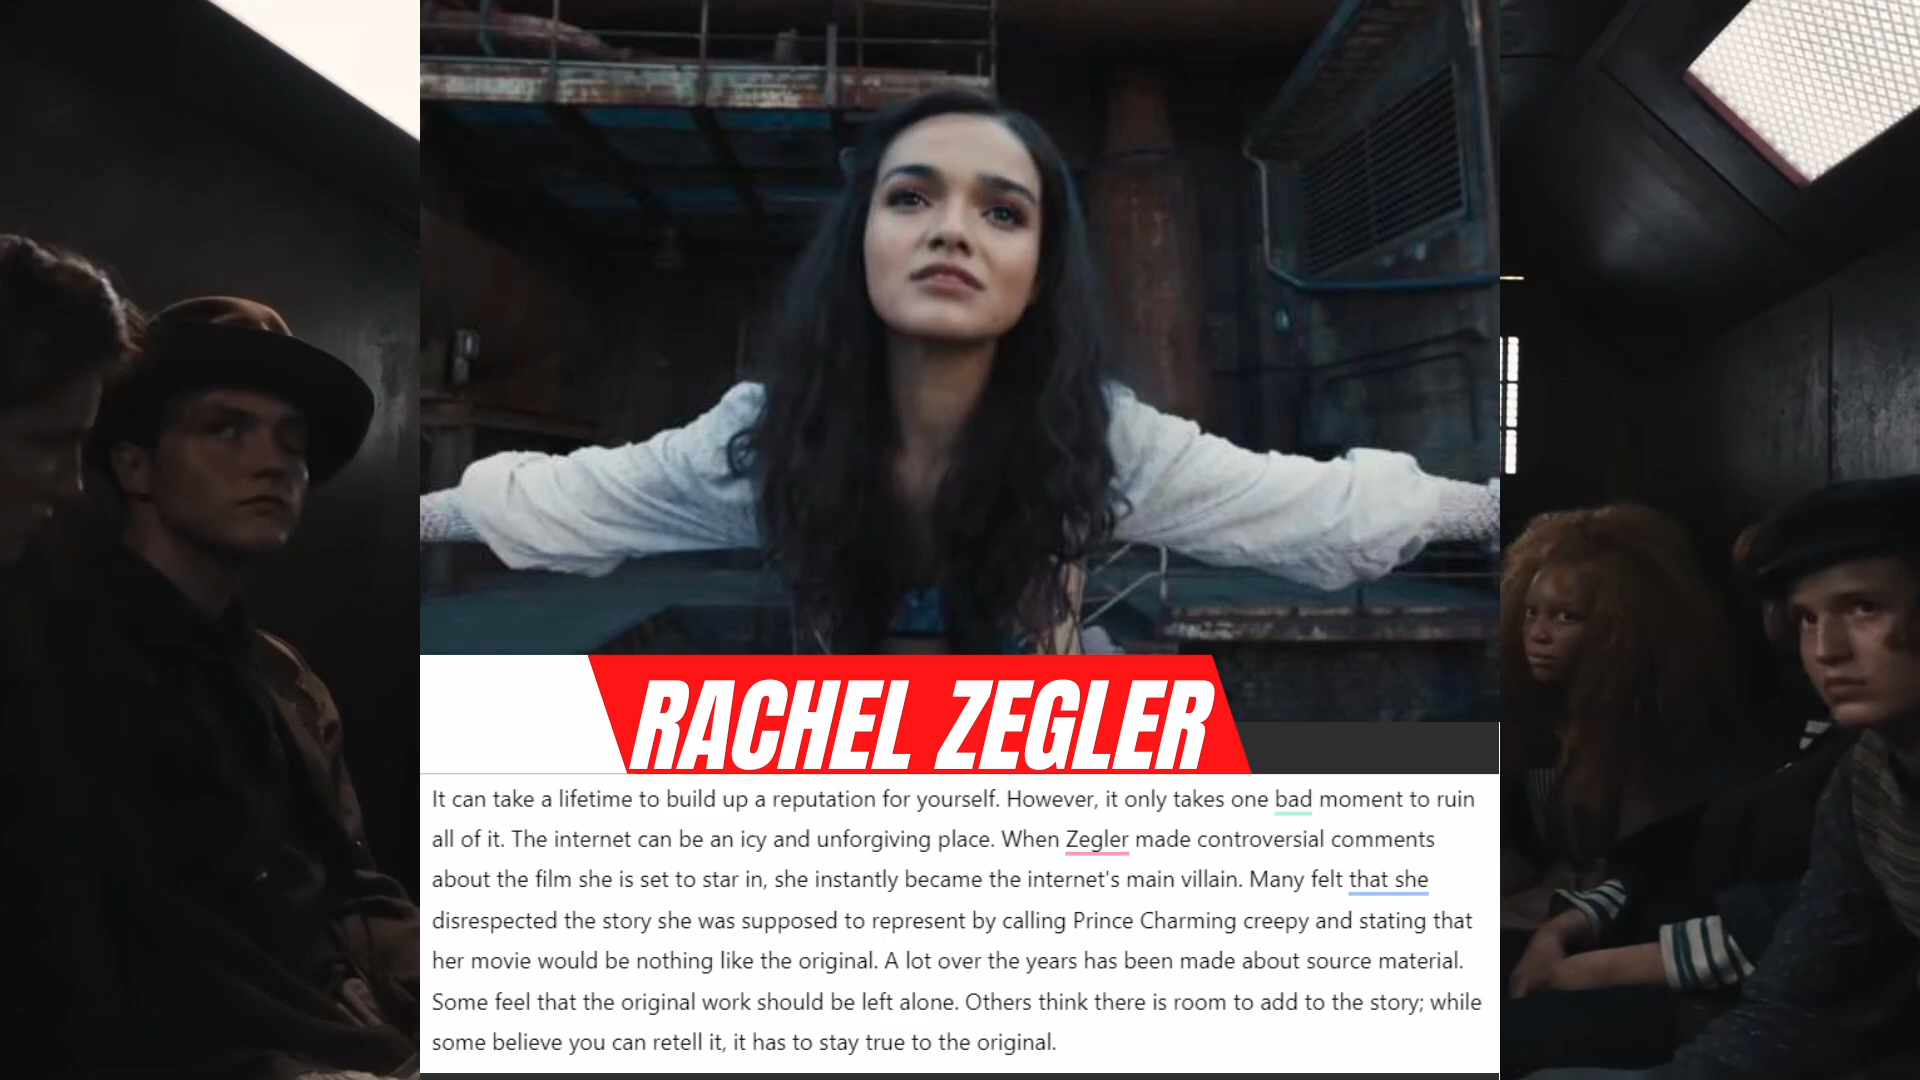 RACHEL ZEGLER
It can take a lifetime to build up a reputation for yourself. However, it only takes one bad moment to ruin
all of it. The internet can be an icy and unforgiving place. When Zegler made controversial comments
about the film she is set to star in, she instantly became the internet's main villain. Many felt that she
disrespected the story she was supposed to represent by calling Prince Charming creepy and stating that
her movie would be nothing like the original. A lot over the years has been made about source material.
Some feel that the original work should be left alone. Others think there is room to add to the story; while
some believe you can retell it, it has to stay true to the original.